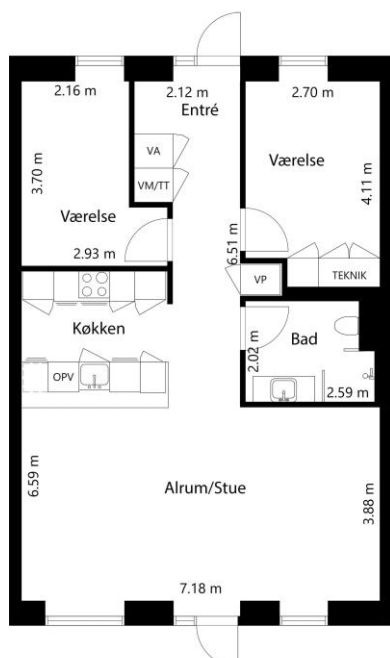 2.16 m
2.12 m
2.70 m
Entré
VA
VM/TT
3.70 m
Værelse
4.11 m
Værelse
2.93 m
6.51 m
VP
TEKNIK
Køkken
Bad
2.02 m
OPV
2.59 m
6.59 m
Alrum/Stue
3.88 m
7.18 m